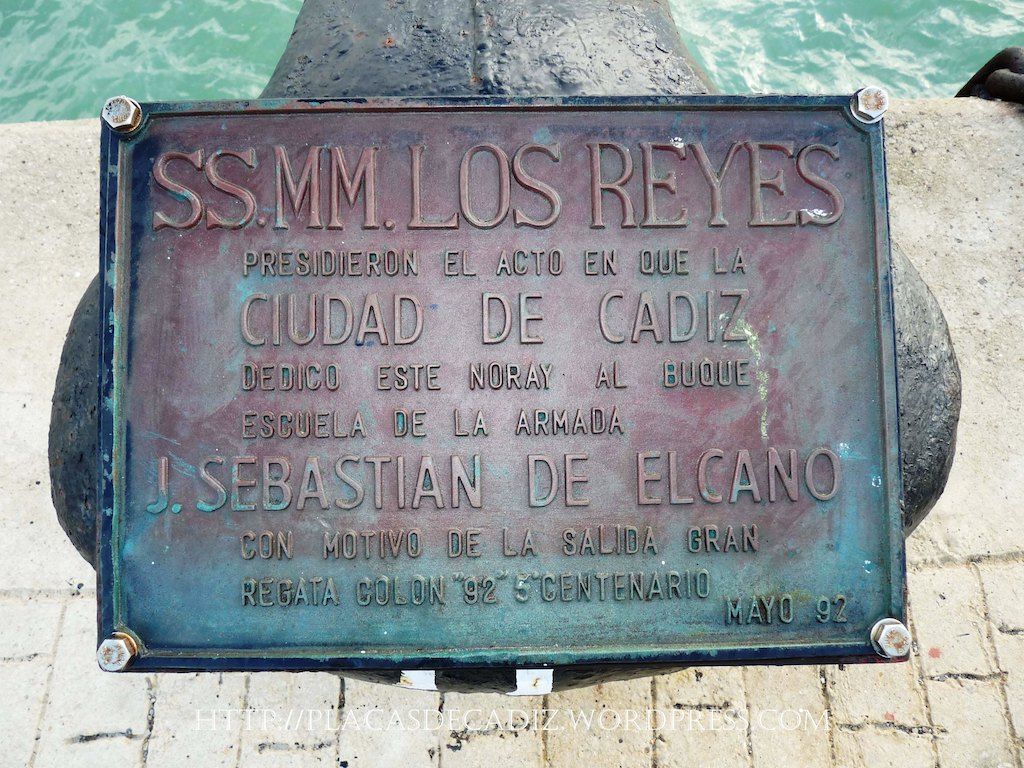 SS.MM. LOS REYES
PRESIDIERON EL ACTO EN QUE LA
CIUDAD DE CADIZ
DEDICO ESTE NORAY AL BUQUE
ESCUELA DE LA ARMADA
J. SEBASTIAN DE ELCANO
CON MOTIVO DE LA SALIDA GRAN
REGATA COLON "92" 5º CENTENARIO
MAYO 92
HTTP://PLACASDECADIZ.WORDPRESS.COM